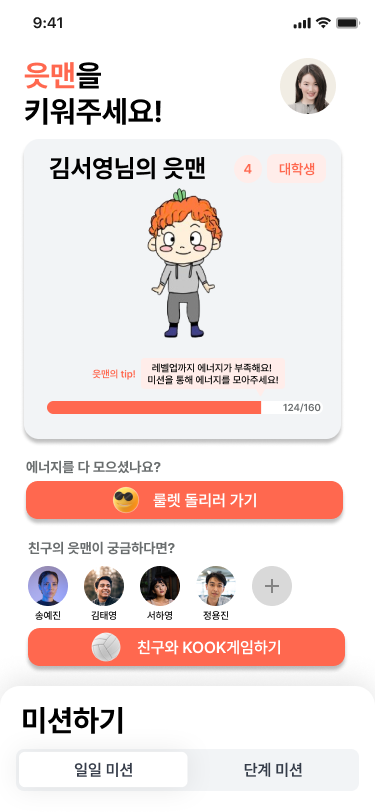 9:41
웃맨을
키워주세요!
김서영님의 웃맨
4
대학생
웃맨의 tip!
레벨업까지 에너지가 부족해요!
미션을 통해 에너지를 모아주세요!
124/160
에너지를 다 모으셨나요?
룰렛 돌리러 가기
친구의 웃맨이 궁금하다면?
송예진
김태영
서하영
정용진
친구와 KOOK게임하기
미션하기
일일 미션
단계 미션